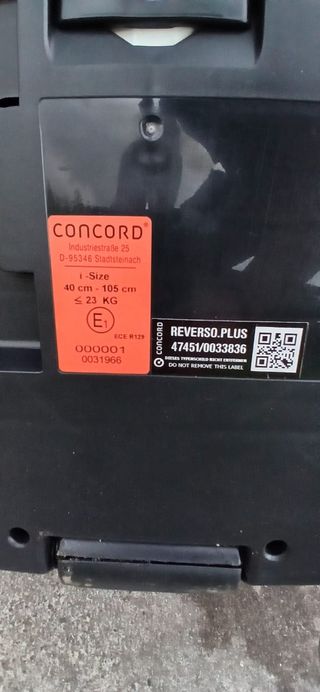 CONCORD®
Industriestraße 25
D-95346 Stadtsteinach
i-Size
40 cm - 105 cm
≤ 23 KG
E1
ECE R129
000001
0031966
CONCORD
REVERSO.PLUS
47451/0033836
DIESES TYPENSCHILD NICHT ENTFERNEN
DO NOT REMOVE THIS LABEL